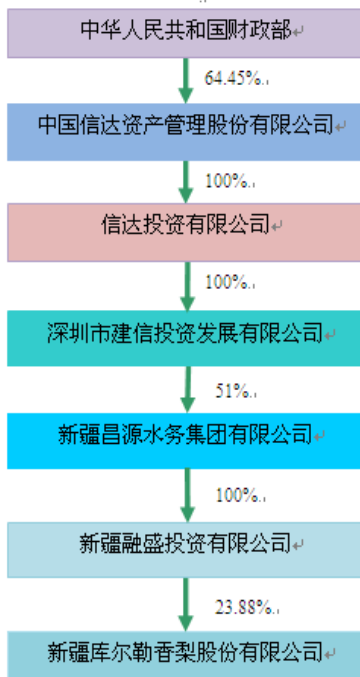 中华人民共和国财政部
64.45%
中国信达资产管理股份有限公司
100%
信达投资有限公司
100%
深圳市建信投资发展有限公司
51%
新疆昌源水务集团有限公司
100%
新疆融盛投资有限公司
23.88%
新疆库尔勒香梨股份有限公司